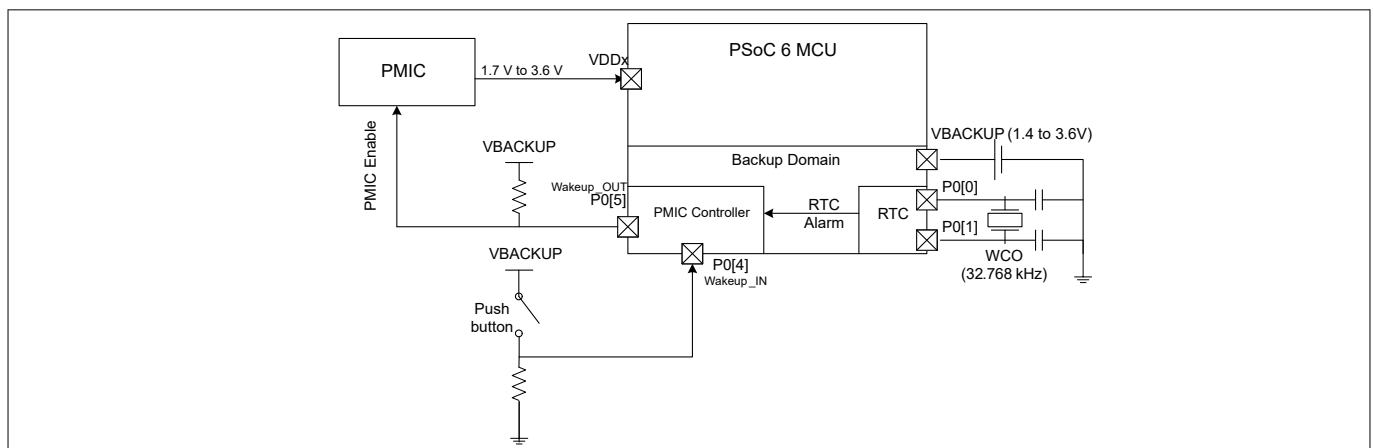 PSoC 6 MCU
PMIC
1.7 V to 3.6 V
VDDx
PMIC Enable
VBACKUP
Wakeup_OUT
P0[5]
Backup Domain
VBACKUP (1.4 to 3.6V)
P0[0]
PMIC Controller
RTC
Alarm
RTC
P0[1]
WCO
(32.768 kHz)
P0[4]
Wakeup_IN
VBACKUP
Push
button